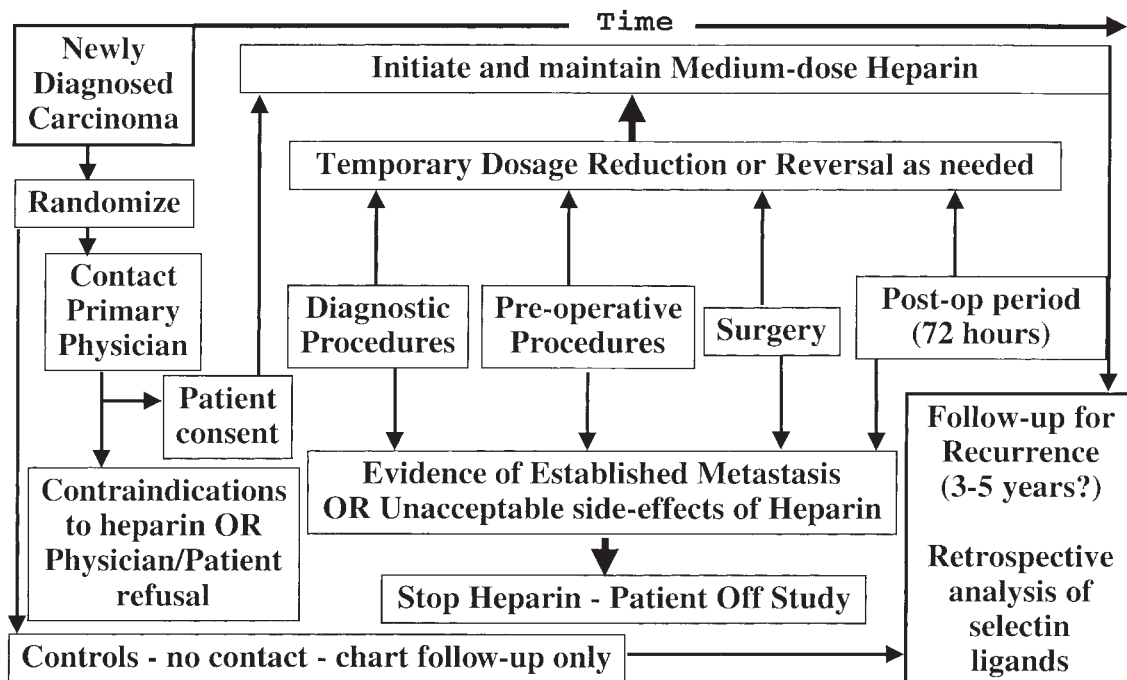 Time
Newly
Diagnosed
Carcinoma
Initiate and maintain Medium-dose Heparin
Temporary Dosage Reduction or Reversal as needed
Randomize
Contact
Primary
Physician
Diagnostic
Procedures
Pre-operative
Procedures
Surgery
Post-op period
(72 hours)
Patient
consent
Contraindications
to heparin OR
Physician/Patient
refusal
Evidence of Established Metastasis
OR Unacceptable side-effects of Heparin
Stop Heparin - Patient Off Study
Follow-up for
Recurrence
(3-5 years?)
Retrospective
analysis of
selectin
ligands
Controls - no contact - chart follow-up only